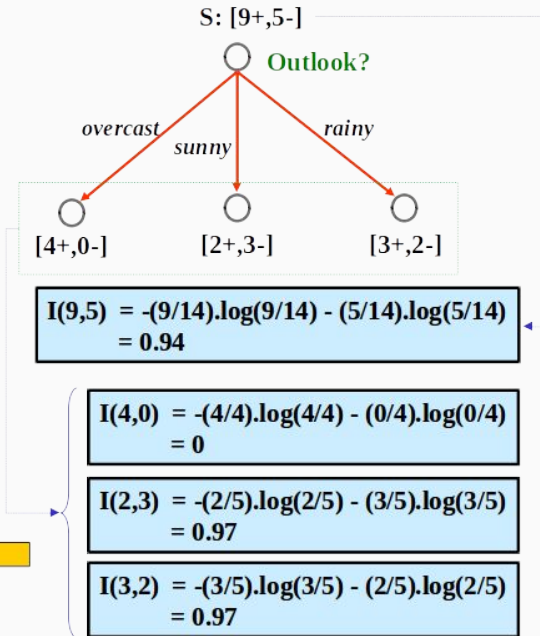 S: [9+,5-]
Outlook?
overcast
sunny
rainy
[4+,0-]
[2+,3-]
[3+,2-]
I(9,5) = -(9/14).log(9/14) - (5/14).log(5/14)
= 0.94
I(4,0) = -(4/4).log(4/4) - (0/4).log(0/4)
= 0
I(2,3) = -(2/5).log(2/5) - (3/5).log(3/5)
= 0.97
I(3,2) = -(3/5).log(3/5) - (2/5).log(2/5)
= 0.97